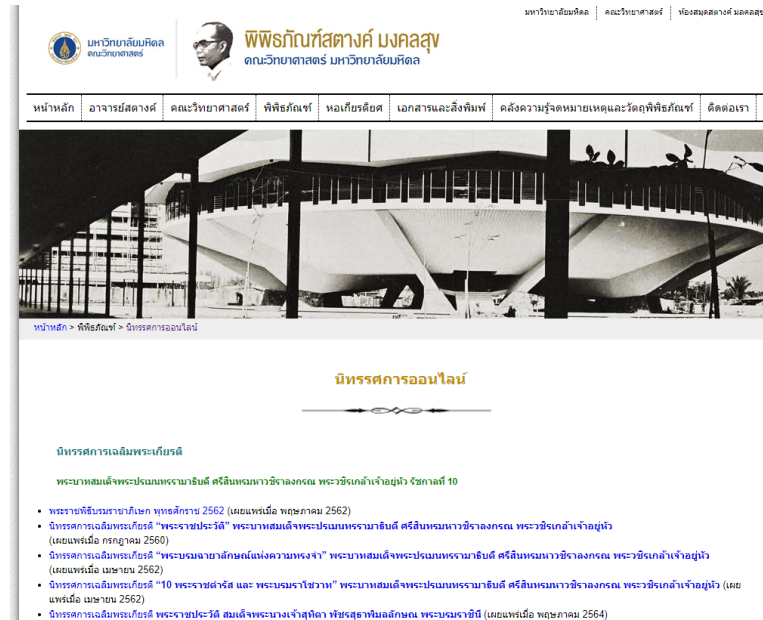 มหาวิทยาลัยมหิดล คณะวิทยาศาสตร์ ห้องสมุดสตางค์ มงคลสุข
มหาวิทยาลัยมหิดล
คณะวิทยาศาสตร์
พิพิธภัณฑ์สตางค์ มงคลสุข
คณะวิทยาศาสตร์ มหาวิทยาลัยมหิดล
หน้าหลัก อาจารย์สตางค์ คณะวิทยาศาสตร์ พิพิธภัณฑ์ หอเกียรติยศ เอกสารและสิ่งพิมพ์ คลังความรู้จดหมายเหตุและวัตถุพิพิธภัณฑ์ ติดต่อเรา
หน้าหลัก > พิพิธภัณฑ์ > นิทรรศการออนไลน์
นิทรรศการออนไลน์
นิทรรศการเฉลิมพระเกียรติ
พระบาทสมเด็จพระปรเมนทรรามาธิบดี ศรีสินทรมหาวชิราลงกรณ พระวชิรเกล้าเจ้าอยู่หัว รัชกาลที่ 10
พระราชพิธีบรมราชาภิเษก พุทธศักราช 2562 (เผยแพร่เมื่อ พฤษภาคม 2562)
นิทรรศการเฉลิมพระเกียรติ "พระราชประวัติ" พระบาทสมเด็จพระปรเมนทรรามาธิบดี ศรีสินทรมหาวชิราลงกรณ พระวชิรเกล้าเจ้าอยู่หัว
(เผยแพร่เมื่อ กรกฎาคม 2560)
นิทรรศการเฉลิมพระเกียรติ "พระบรมฉายาลักษณ์แห่งความทรงจำ" พระบาทสมเด็จพระปรเมนทรรามาธิบดี ศรีสินทรมหาวชิราลงกรณ พระวชิรเกล้าเจ้าอยู่หัว
(เผยแพร่เมื่อ เมษายน 2562)
นิทรรศการเฉลิมพระเกียรติ "10 พระราชดำรัส และ พระบรมราโชวาท" พระบาทสมเด็จพระปรเมนทรรามาธิบดี ศรีสินทรมหาวชิราลงกรณ พระวชิรเกล้าเจ้าอยู่หัว (เผย
แพร่เมื่อ เมษายน 2562)
นิทรรศการเฉลิมพระเกียรติ พระราชประวัติ สมเด็จพระนางเจ้าสุทิดา พัชรสุธาพิมลลักษณ พระบรมราชินี (เผยแพร่เมื่อ พฤษภาคม 2564)